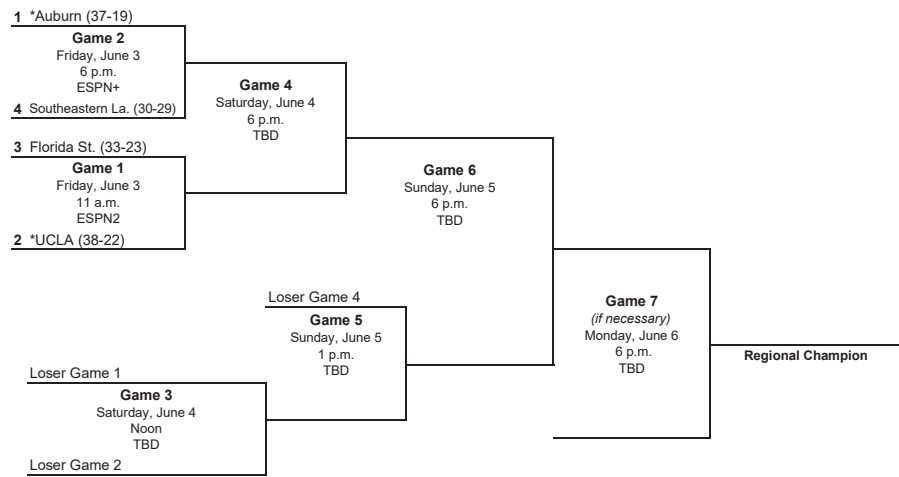 1 *Auburn (37-19)
Game 2
Friday, June 3
6 p.m.
ESPN+
4 Southeastern La. (30-29)
Game 4
Saturday, June 4
6 p.m.
TBD
3 Florida St. (33-23)
Game 1
Friday, June 3
11 a.m.
ESPN2
2 *UCLA (38-22)
Game 6
Sunday, June 5
6 p.m.
TBD
Loser Game 4
Game 5
Sunday, June 5
1 p.m.
TBD
Loser Game 1
Game 3
Saturday, June 4
Noon
TBD
Loser Game 2
Game 7
(if necessary)
Monday, June 6
6 p.m.
TBD
Regional Champion